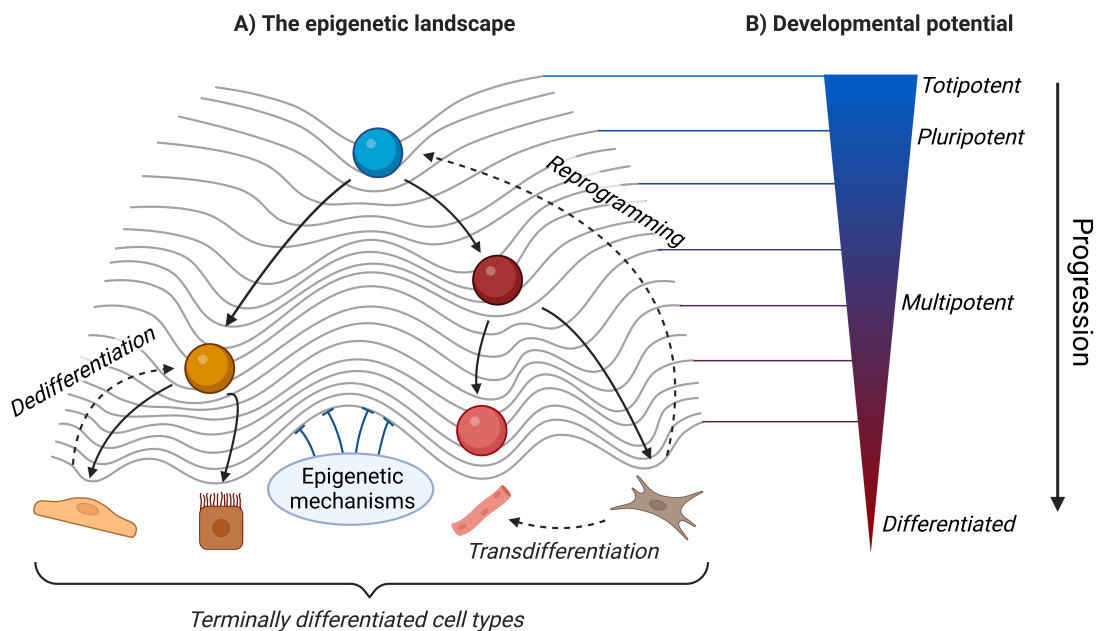 A) The epigenetic landscape
B) Developmental potential
Totipotent
Pluripotent
Reprogramming
Progression
Multipotent
Dedifferentiation
Epigenetic
mechanisms
Differentiated
Transdifferentiation
Terminally differentiated cell types